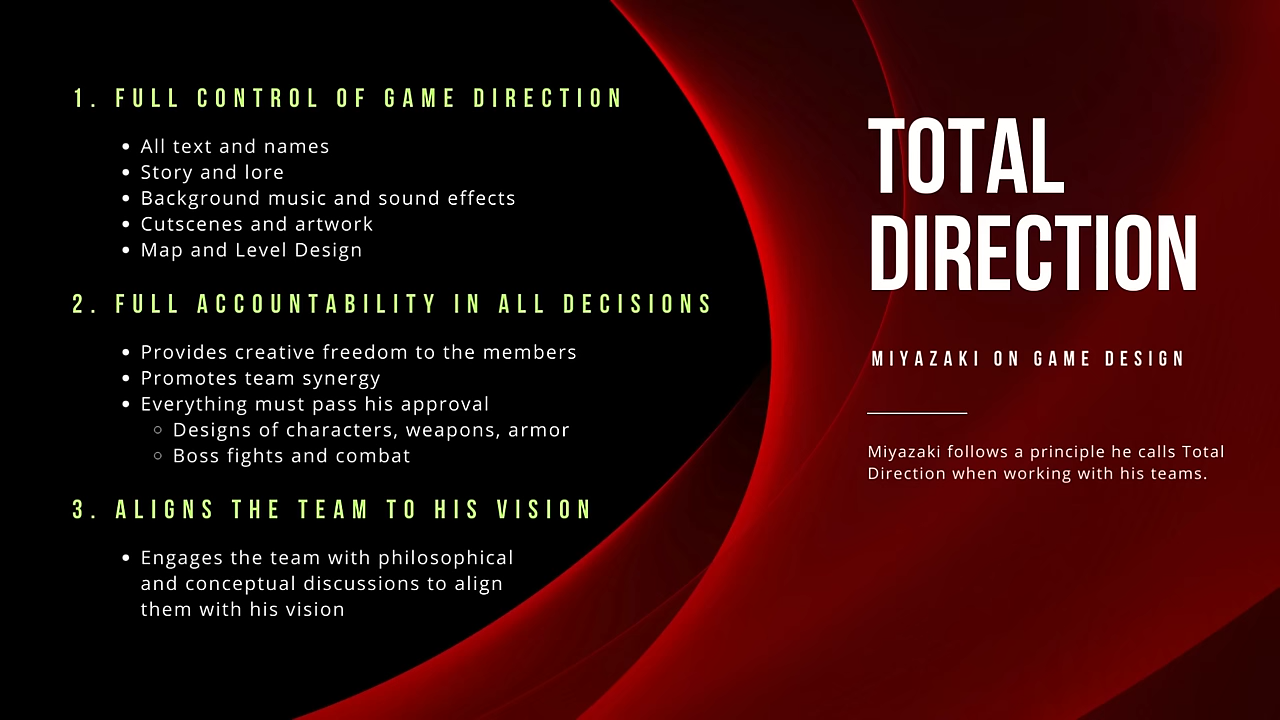 1. FULL CONTROL OF GAME DIRECTION
• All text and names
• Story and lore
• Background music and sound effects
• Cutscenes and artwork
• Map and Level Design
2. FULL ACCOUNTABILITY IN ALL DECISIONS
• Provides creative freedom to the members
• Promotes team synergy
• Everything must pass his approval
○ Designs of characters, weapons, armor
○ Boss fights and combat
3. ALIGNS THE TEAM TO HIS VISION
• Engages the team with philosophical
and conceptual discussions to align
them with his vision
TOTAL
DIRECTION
MIYAZAKI ON GAME DESIGN
Miyazaki follows a principle he calls Total
Direction when working with his teams.